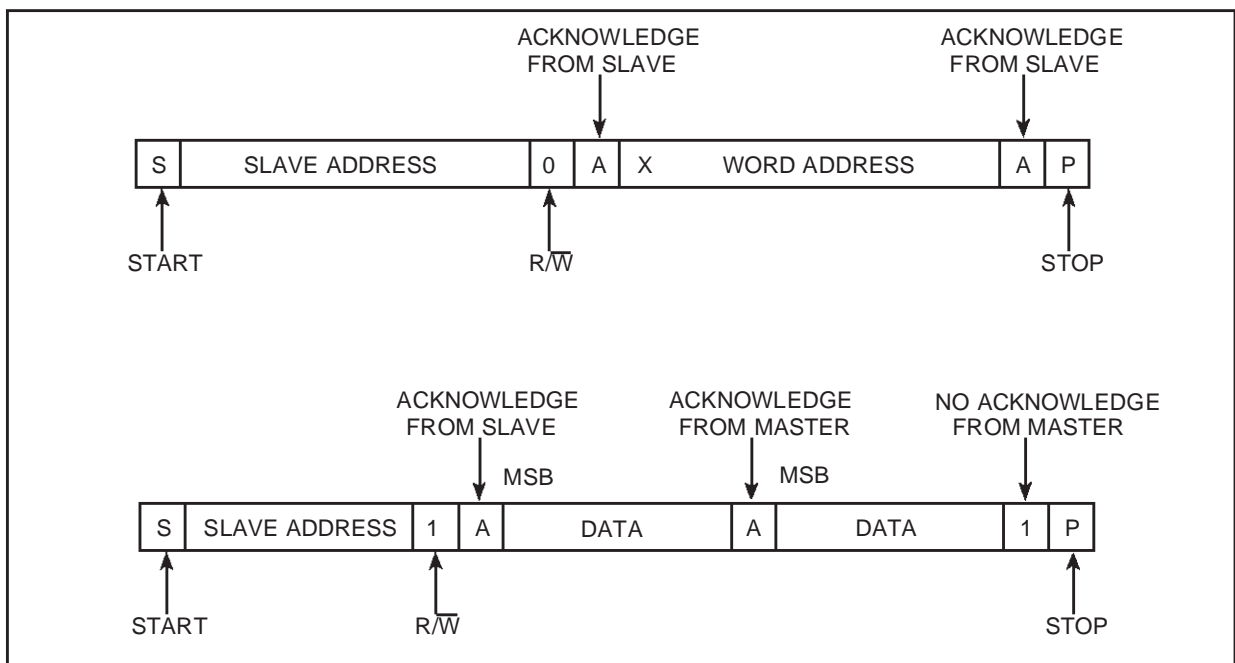 ACKNOWLEDGE FROM SLAVE
ACKNOWLEDGE FROM SLAVE
S SLAVE ADDRESS 0 A X WORD ADDRESS A P
START
R/W̅
STOP
ACKNOWLEDGE FROM SLAVE
ACKNOWLEDGE FROM MASTER
NO ACKNOWLEDGE FROM MASTER
MSB
MSB
S SLAVE ADDRESS 1 A DATA A DATA 1 P
START
R/W̅
STOP